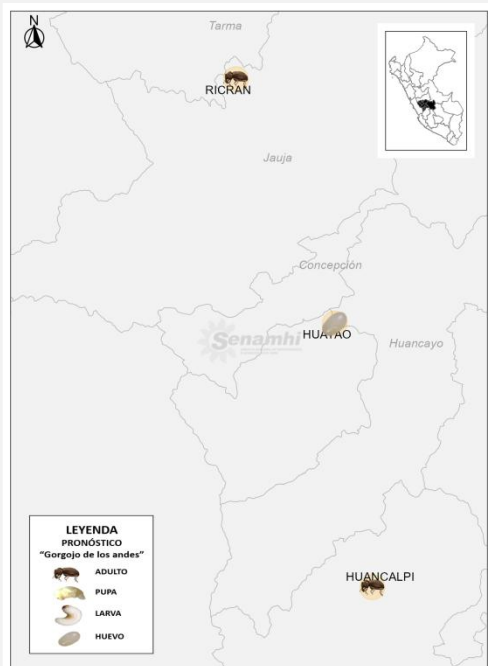 N
Tarma
RICRAN
Jauja
Concepción
HUAYAO
Senamhi
Huancayo
HUANCALPI
LEYENDA
PRONÓSTICO
“Gorgojo de los andes”
ADULTO
PUPA
LARVA
HUEVO